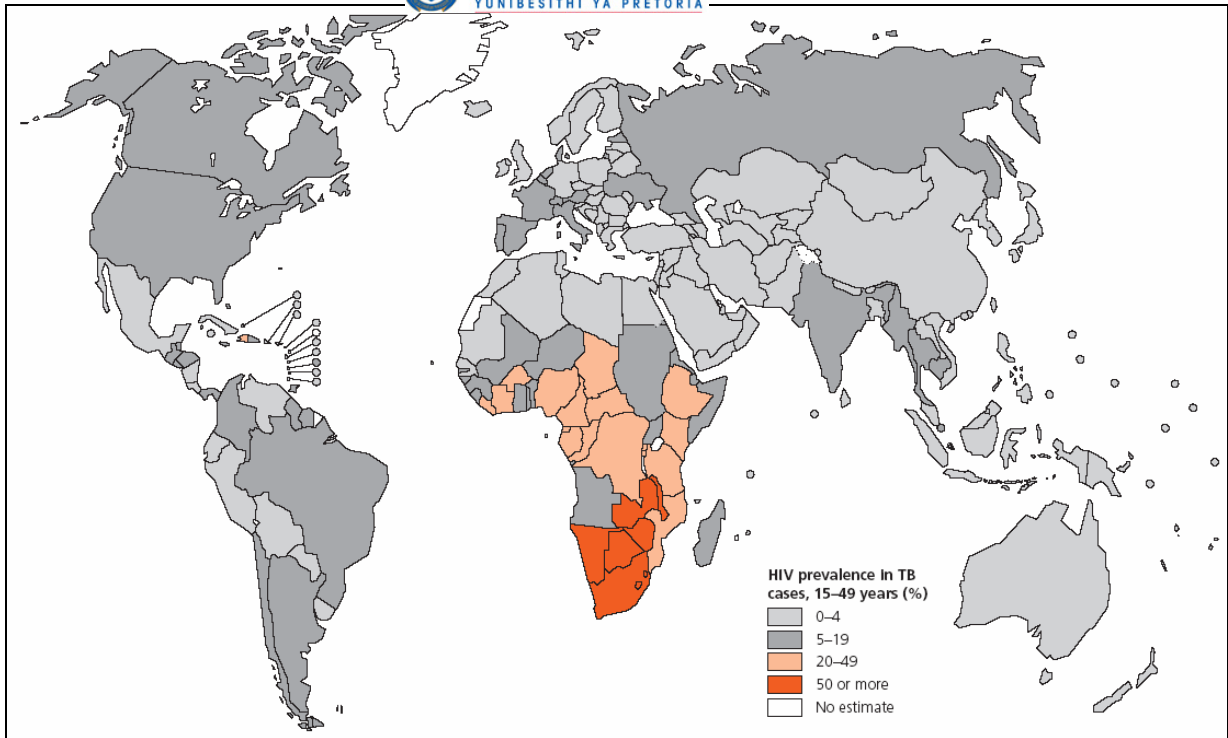 YUNIBESITHI YA PRETORIA
HIV prevalence in TB
cases, 15–49 years (%)
0–4
5–19
20–49
50 or more
No estimate